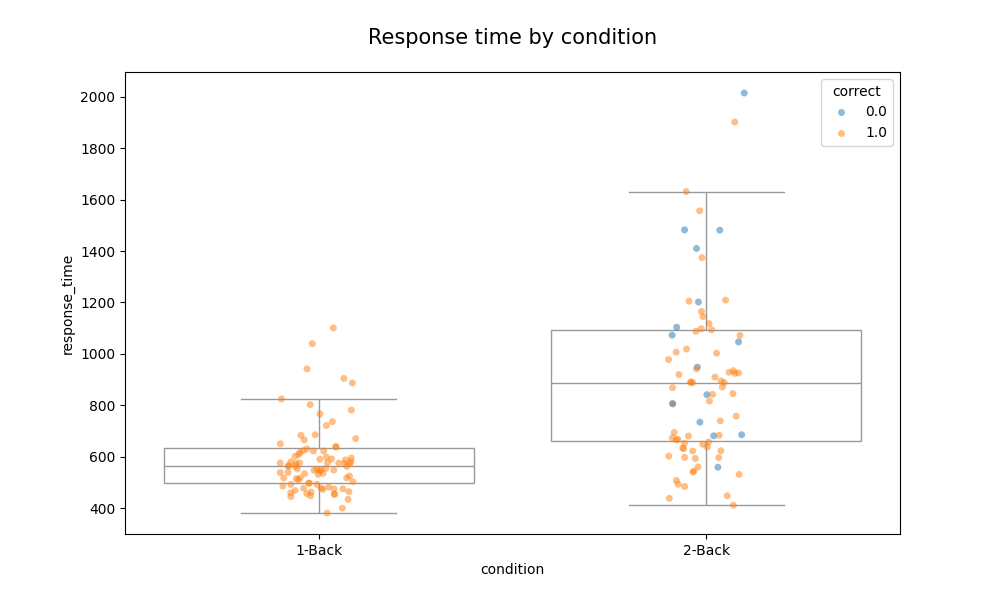 Response time by condition
correct
0.0
1.0
2000
1800
1600
1400
1200
1000
800
600
400
response_time
1-Back
2-Back
condition